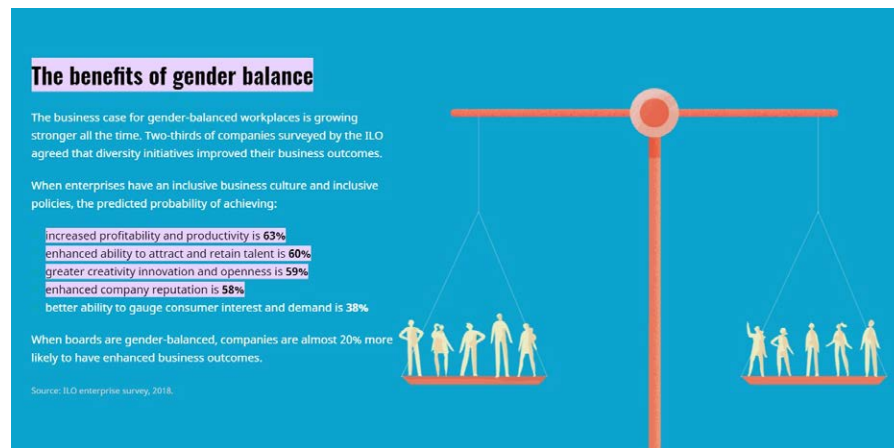 The benefits of gender balance
The business case for gender-balanced workplaces is growing
stronger all the time. Two-thirds of companies surveyed by the ILO
agreed that diversity initiatives improved their business outcomes.
When enterprises have an inclusive business culture and inclusive
policies, the predicted probability of achieving:
increased profitability and productivity is 63%
enhanced ability to attract and retain talent is 60%
greater creativity innovation and openness is 59%
enhanced company reputation is 58%
better ability to gauge consumer interest and demand is 38%
When boards are gender-balanced, companies are almost 20% more
likely to have enhanced business outcomes.
Source: ILO enterprise survey, 2018.